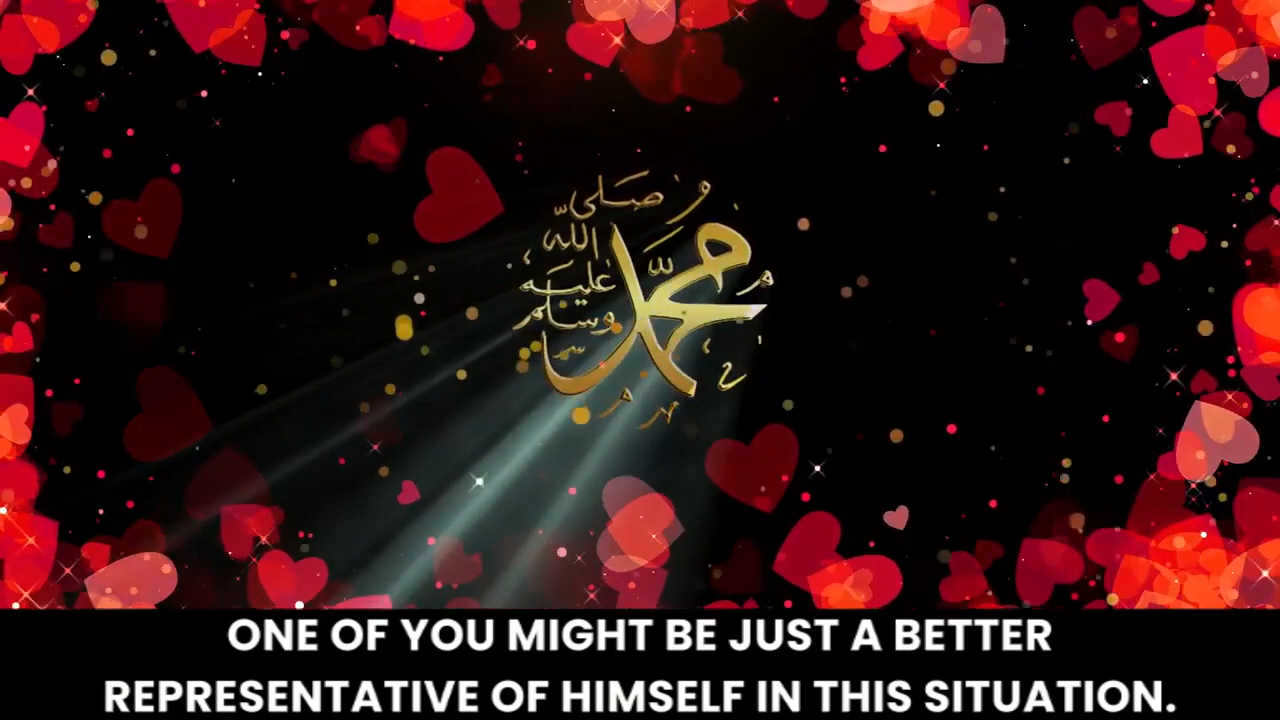 صلى
الله
عليه
وسلم
محمد
ONE OF YOU MIGHT BE JUST A BETTER
REPRESENTATIVE OF HIMSELF IN THIS SITUATION.